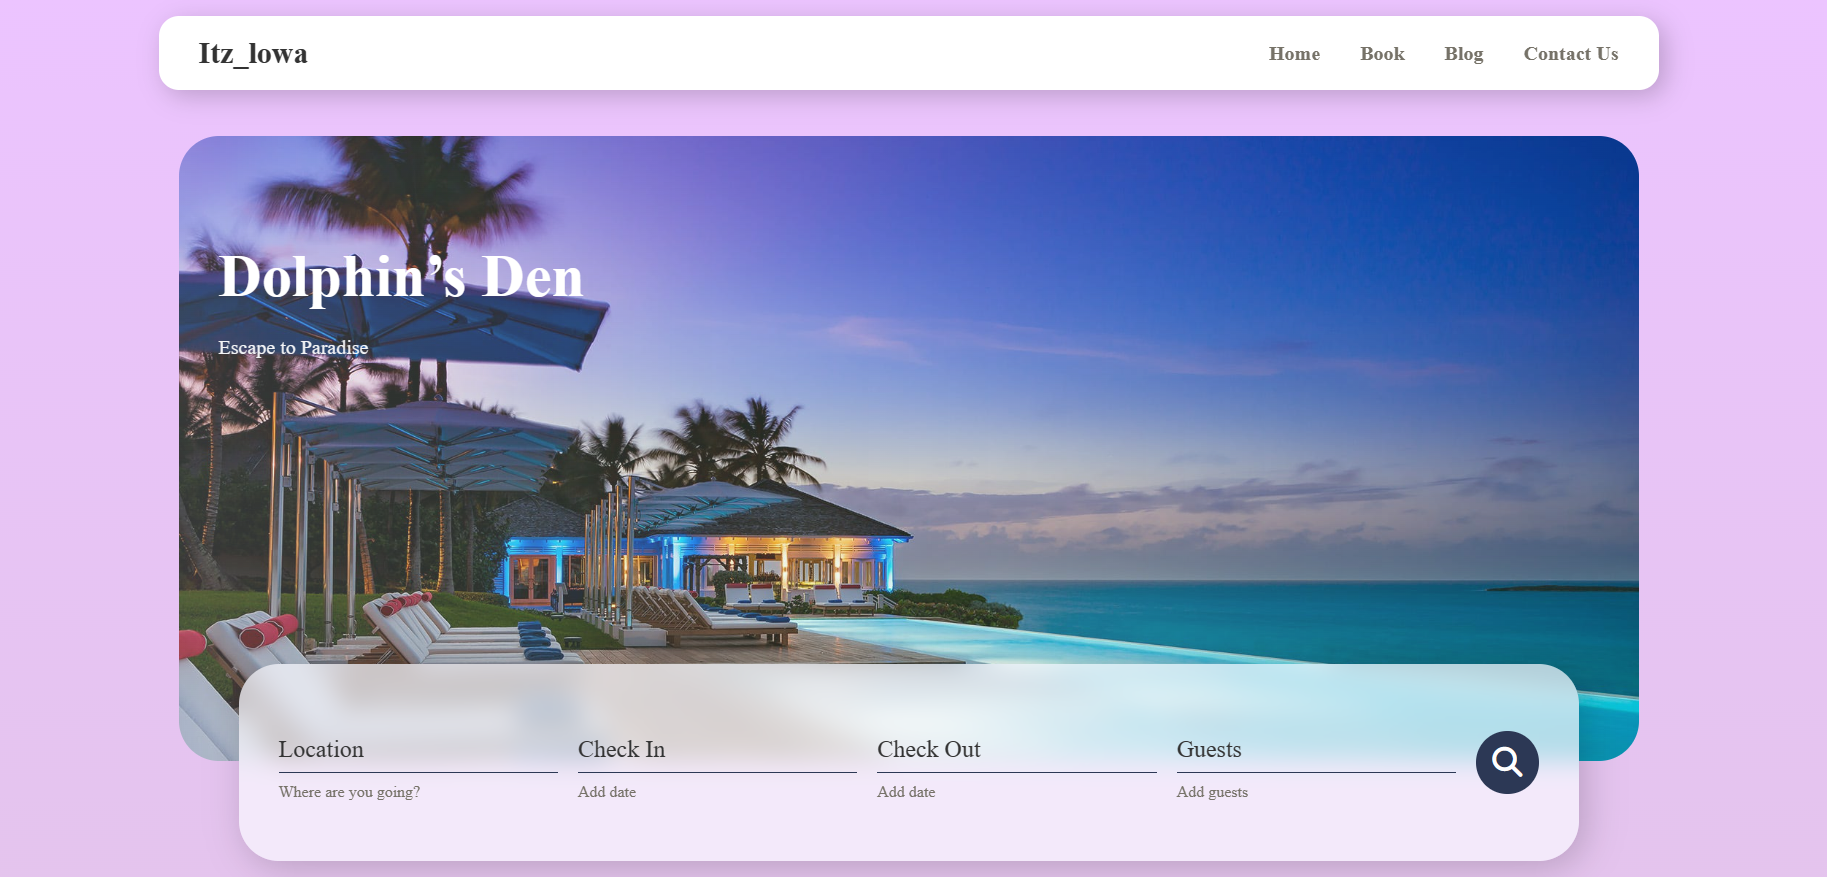 Itz_lowa
Home Book Blog Contact Us
Dolphin’s Den
Escape to Paradise
Location Check In Check Out Guests
Where are you going? Add date Add date Add guests